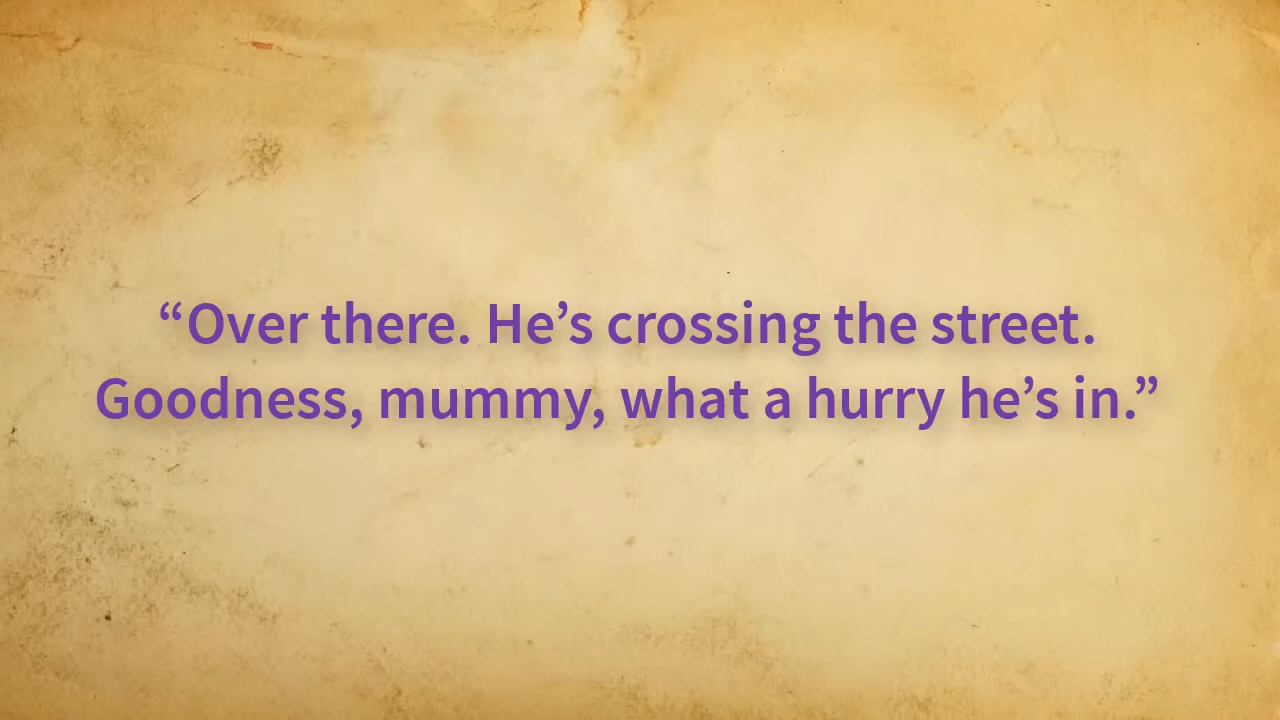 “Over there. He’s crossing the street.
Goodness, mummy, what a hurry he’s in.”